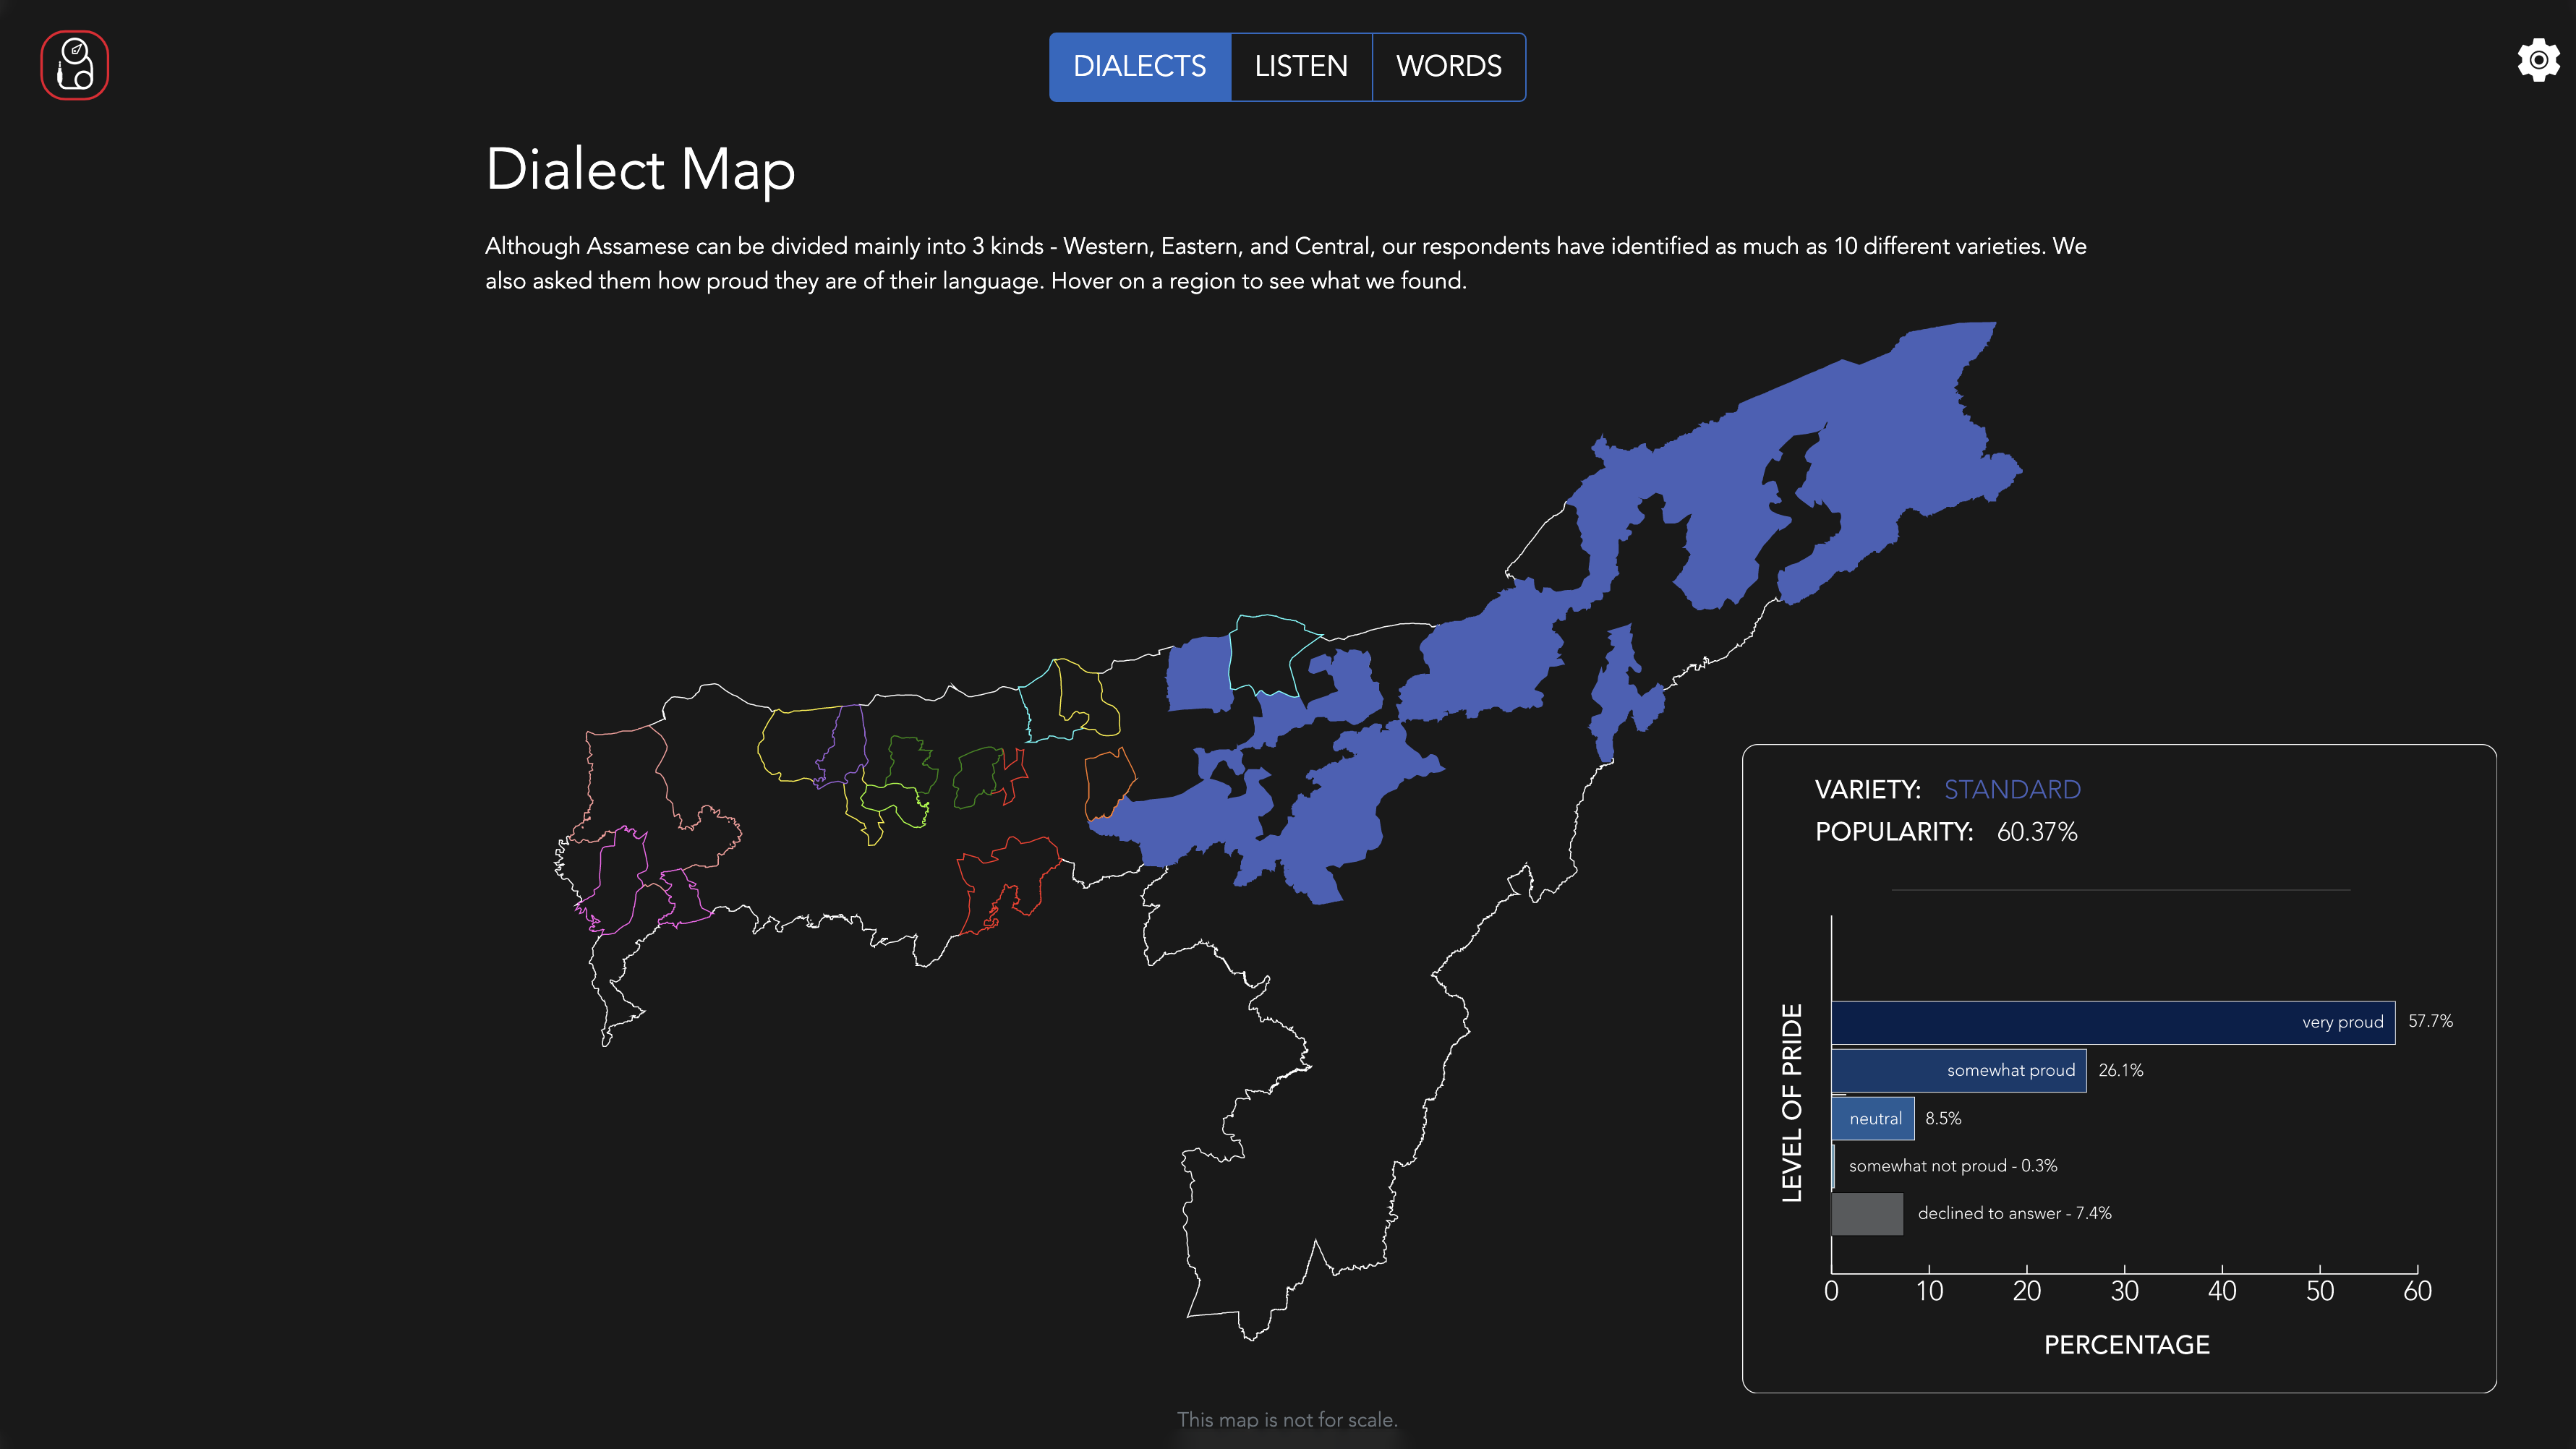 DIALECTS LISTEN WORDS
Dialect Map
Although Assamese can be divided mainly into 3 kinds - Western, Eastern, and Central, our respondents have identified as much as 10 different varieties. We
also asked them how proud they are of their language. Hover on a region to see what we found.
VARIETY: STANDARD
POPULARITY: 60.37%
LEVEL OF PRIDE
very proud 57.7%
somewhat proud 26.1%
neutral 8.5%
somewhat not proud - 0.3%
declined to answer - 7.4%
0 10 20 30 40 50 60
PERCENTAGE
This map is not for scale.